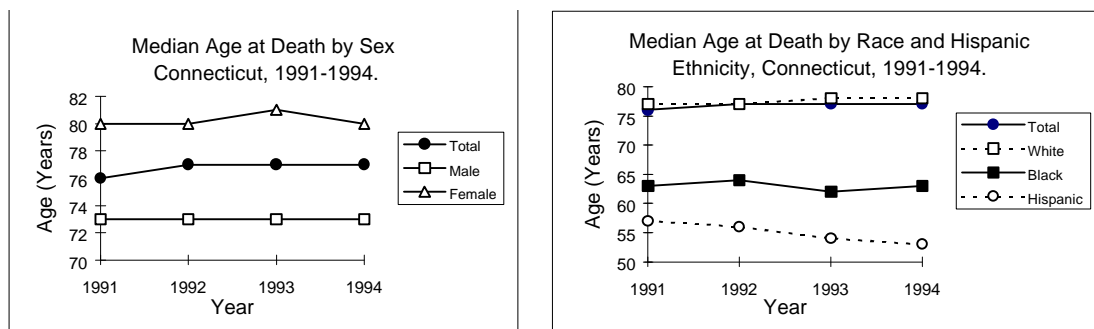 Median Age at Death by Sex
Connecticut, 1991-1994.
82
80
78
76
74
72
70
Age (Years)
1991
1992
1993
1994
Year
Total
Male
Female
Median Age at Death by Race and Hispanic
Ethnicity, Connecticut, 1991-1994.
80
75
70
65
60
55
50
Age (Years)
1991
1992
1993
1994
Year
Total
White
Black
Hispanic